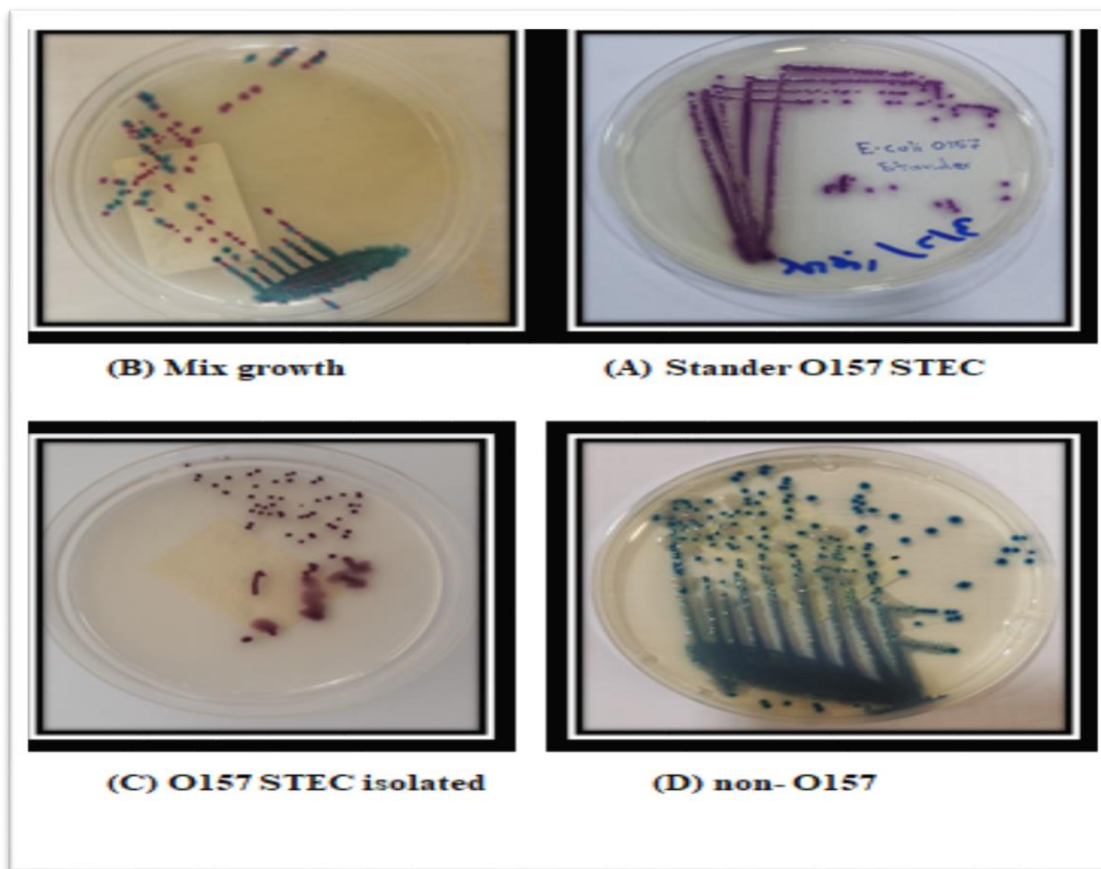 E-coli O157
Stander
(B) Mix growth
(A) Stander O157 STEC
(C) O157 STEC isolated
(D) non- O157